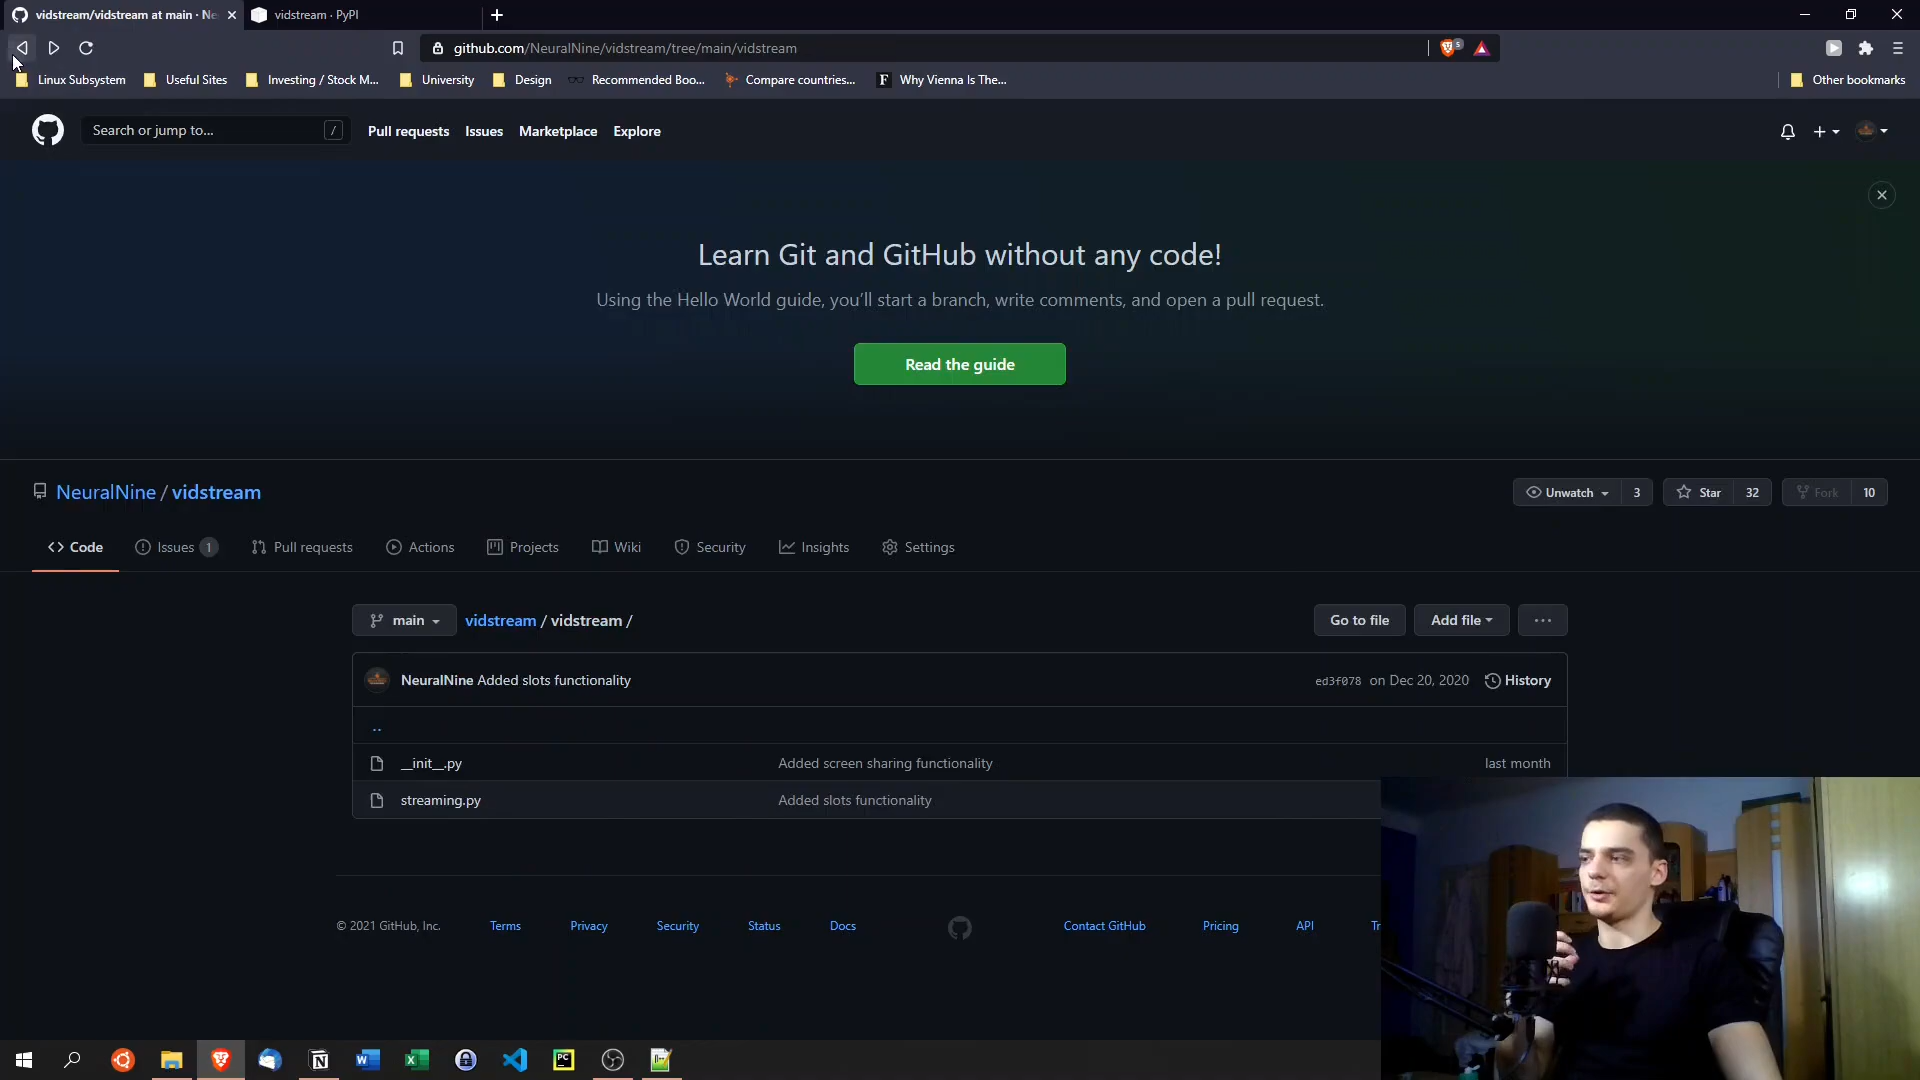 vidstream/vidstream at main · Ne
vidstream · PyPI
github.com/NeuralNine/vidstream/tree/main/vidstream
5
Linux Subsystem
Useful Sites
Investing / Stock M...
University
Design
Recommended Boo...
Compare countries...
F Why Vienna Is The...
Other bookmarks
Search or jump to...
/
Pull requests
Issues
Marketplace
Explore
Learn Git and GitHub without any code!
Using the Hello World guide, you’ll start a branch, write comments, and open a pull request.
Read the guide
NeuralNine / vidstream
Unwatch 3
Star 32
Fork 10
Code
Issues 1
Pull requests
Actions
Projects
Wiki
Security
Insights
Settings
main
vidstream / vidstream /
Go to file
Add file
...
NeuralNine Added slots functionality
ed3f078 on Dec 20, 2020
History
..
__init__.py
Added screen sharing functionality
last month
streaming.py
Added slots functionality
© 2021 GitHub, Inc.
Terms
Privacy
Security
Status
Docs
Contact GitHub
Pricing
API
Tr
N
W
X
PC